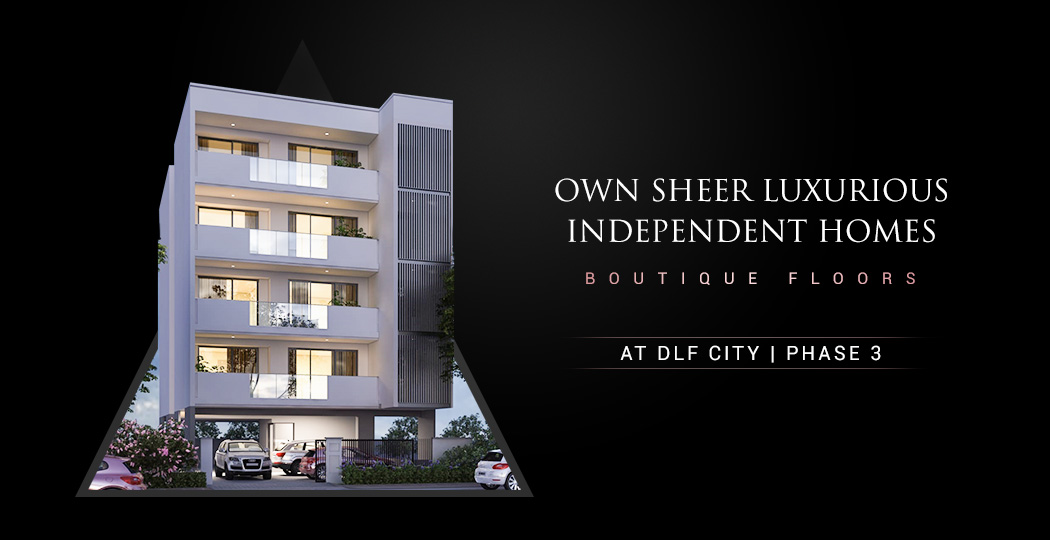 OWN SHEER LUXURIOUS
INDEPENDENT HOMES
BOUTIQUE FLOORS
AT DLF CITY | PHASE 3